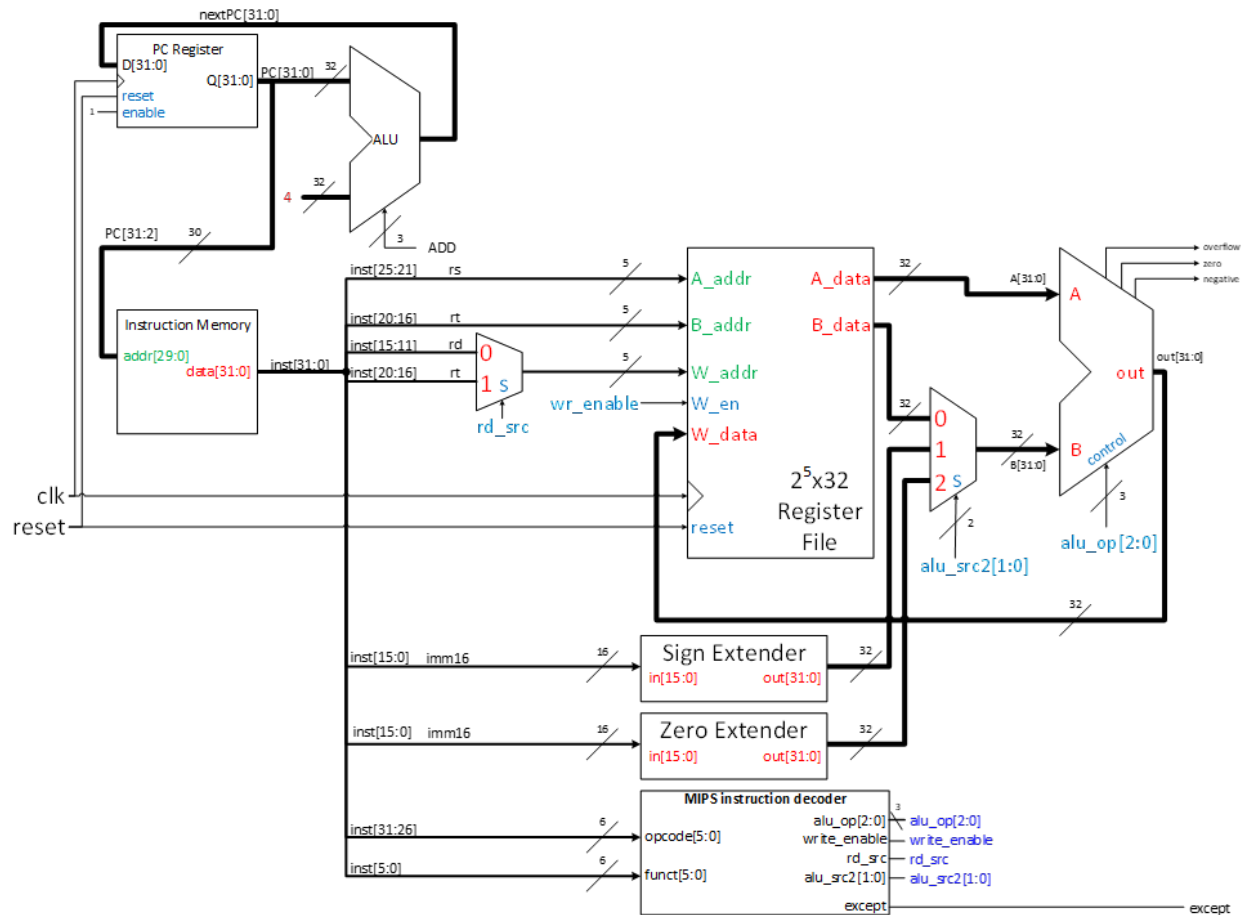 nextPC[31:0]
PC Register
D[31:0]
Q[31:0]
PC[31:0]
32
reset
1
enable
ALU
32
4
3
ADD
PC[31:2]
30
Instruction Memory
addr[29:0]
data[31:0]
inst[31:0]
inst[25:21] rs
5
inst[20:16] rt
5
inst[15:11] rd
inst[20:16] rt
0
1 S
rd_src
5
wr_enable
A_addr
B_addr
W_addr
W_en
W_data
A_data
B_data
2⁵x32
Register
File
reset
clk
reset
32
32
0
1
2 S
2
alu_src2[1:0]
32
A[31:0]
B[31:0]
A
B
out
control
3
alu_op[2:0]
overflow
zero
negative
out[31:0]
32
inst[15:0] imm16
16
Sign Extender
in[15:0]
out[31:0]
32
inst[15:0] imm16
16
Zero Extender
in[15:0]
out[31:0]
32
MIPS instruction decoder
inst[31:26]
6
opcode[5:0]
inst[5:0]
6
funct[5:0]
alu_op[2:0]
3
alu_op[2:0]
write_enable
write_enable
rd_src
rd_src
alu_src2[1:0]
alu_src2[1:0]
except
except